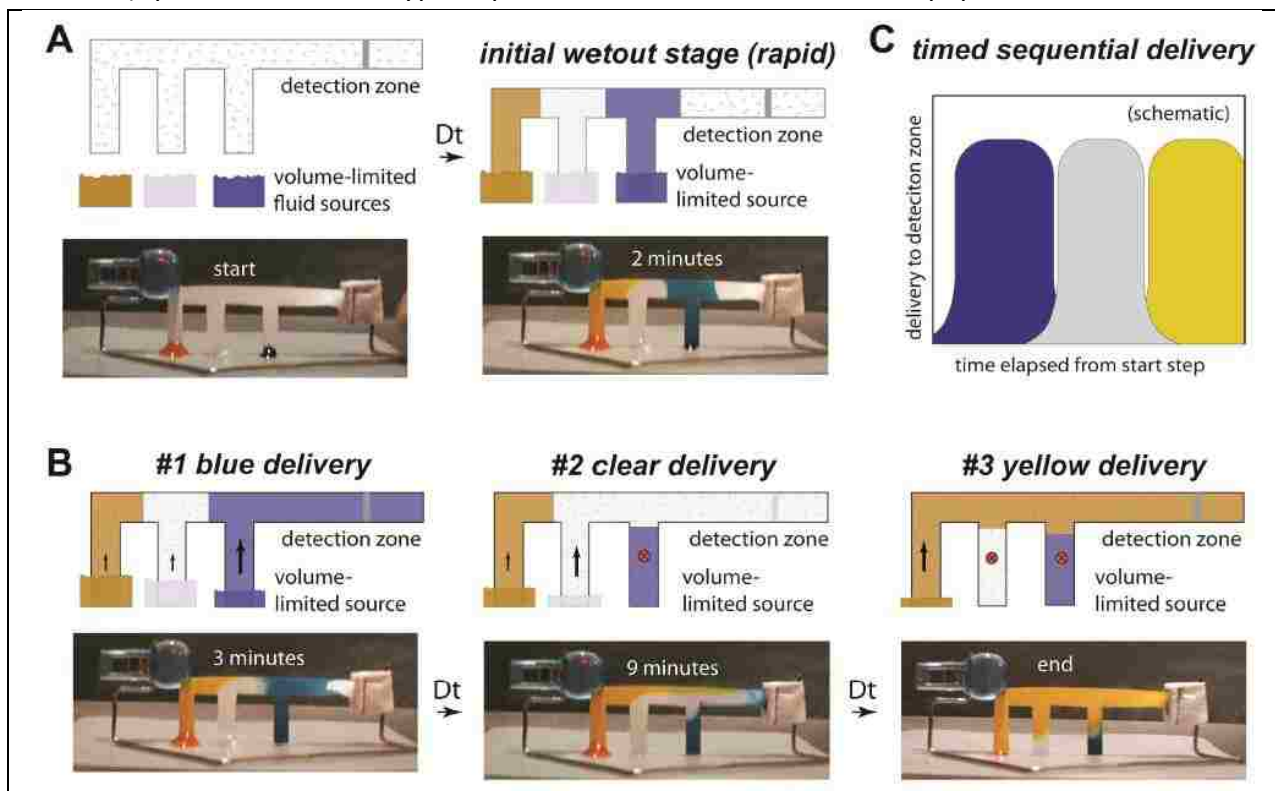 A
detection zone
volume-limited
fluid sources
start
initial wetout stage (rapid)
Dt
detection zone
volume-
limited source
2 minutes
C
timed sequential delivery
(schematic)
delivery to deteciton zone
time elapsed from start step
B
#1 blue delivery
detection zone
volume-
limited source
3 minutes
Dt
#2 clear delivery
detection zone
volume-
limited source
9 minutes
Dt
#3 yellow delivery
detection zone
volume-
limited source
end